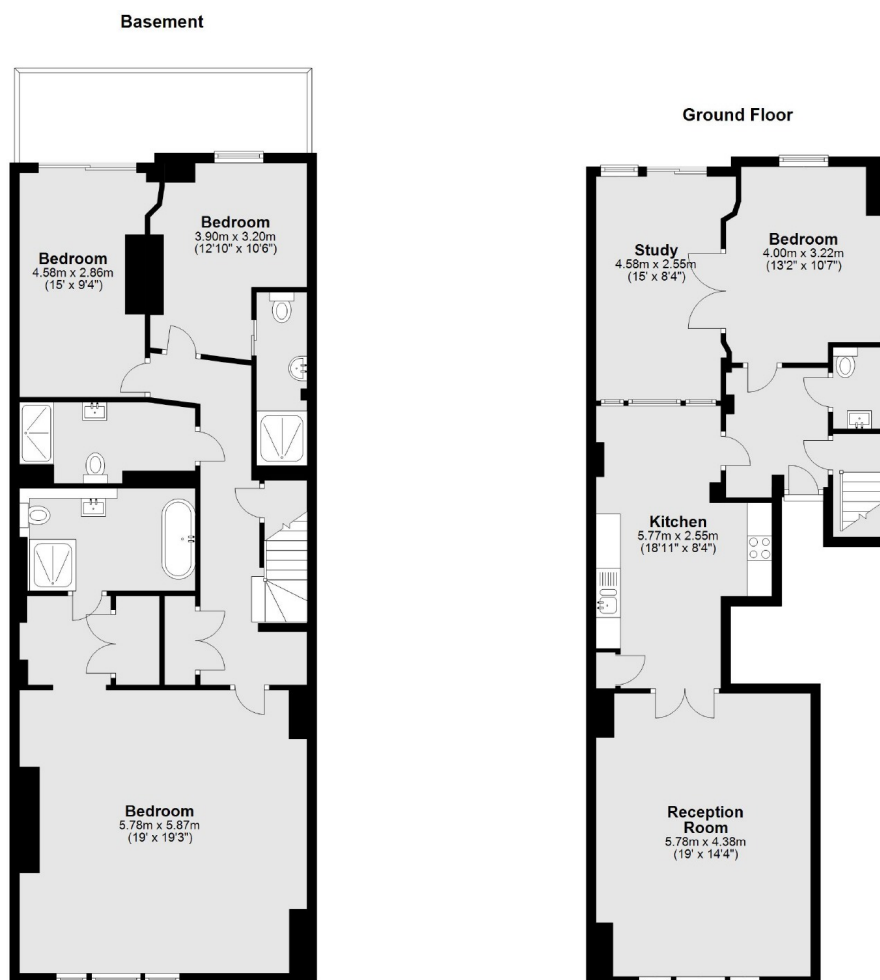 Basement
Bedroom
3.90m x 3.20m
(12'10" x 10'6")
Bedroom
4.58m x 2.86m
(15' x 9'4")
Bedroom
5.78m x 5.87m
(19' x 19'3")
Ground Floor
Study
4.58m x 2.55m
(15' x 8'4")
Bedroom
4.00m x 3.22m
(13'2" x 10'7")
Kitchen
5.77m x 2.55m
(18'11" x 8'4")
Reception
Room
5.78m x 4.38m
(19' x 14'4")